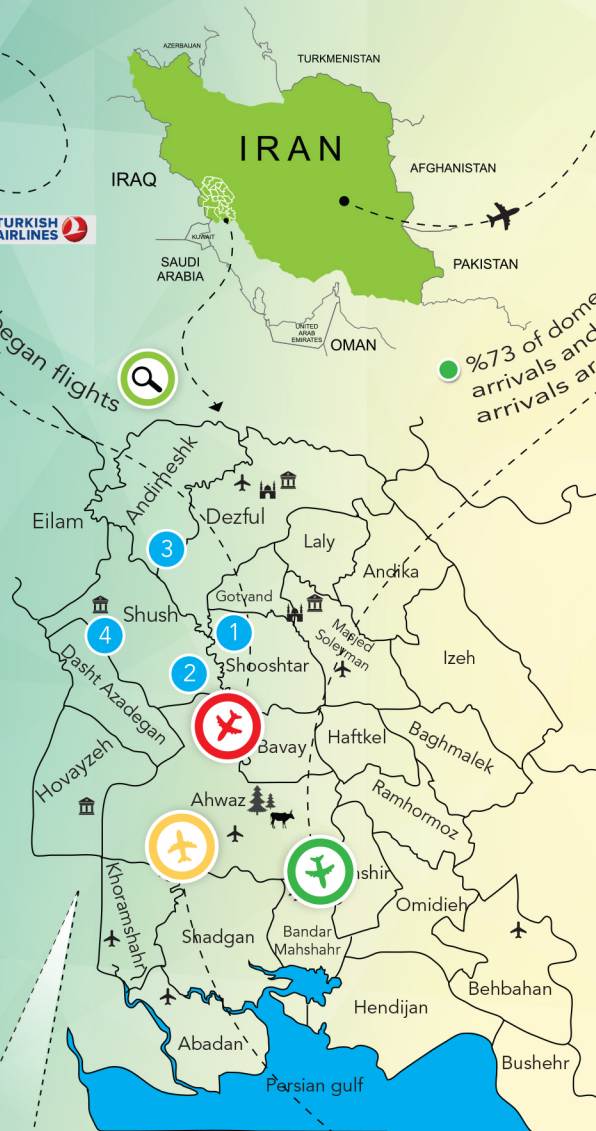 AZERBAIJAN
TURKMENISTAN
IRAN
AFGHANISTAN
IRAQ
TURKISH
AIRLINES
KUWAIT
SAUDI
ARABIA
PAKISTAN
UNITED
ARAB
EMIRATES
OMAN
began flights
%73 of dome
arrivals and
arrivals ar
Andimeshk
Eilam
Dezful
Laly
3
Andika
Gotvand
Shush
1
4
Masjed
Soleyman
Izeh
Dasht Azadegan
2
Shooshtar
Bavay
Haftkel
Baghmalek
Hovayzeh
Ahwaz
Ramhormoz
shir
Khoramshahr
Omidieh
Shadgan
Bandar
Mahshahr
Behbahan
Hendijan
Abadan
Bushehr
Persian gulf